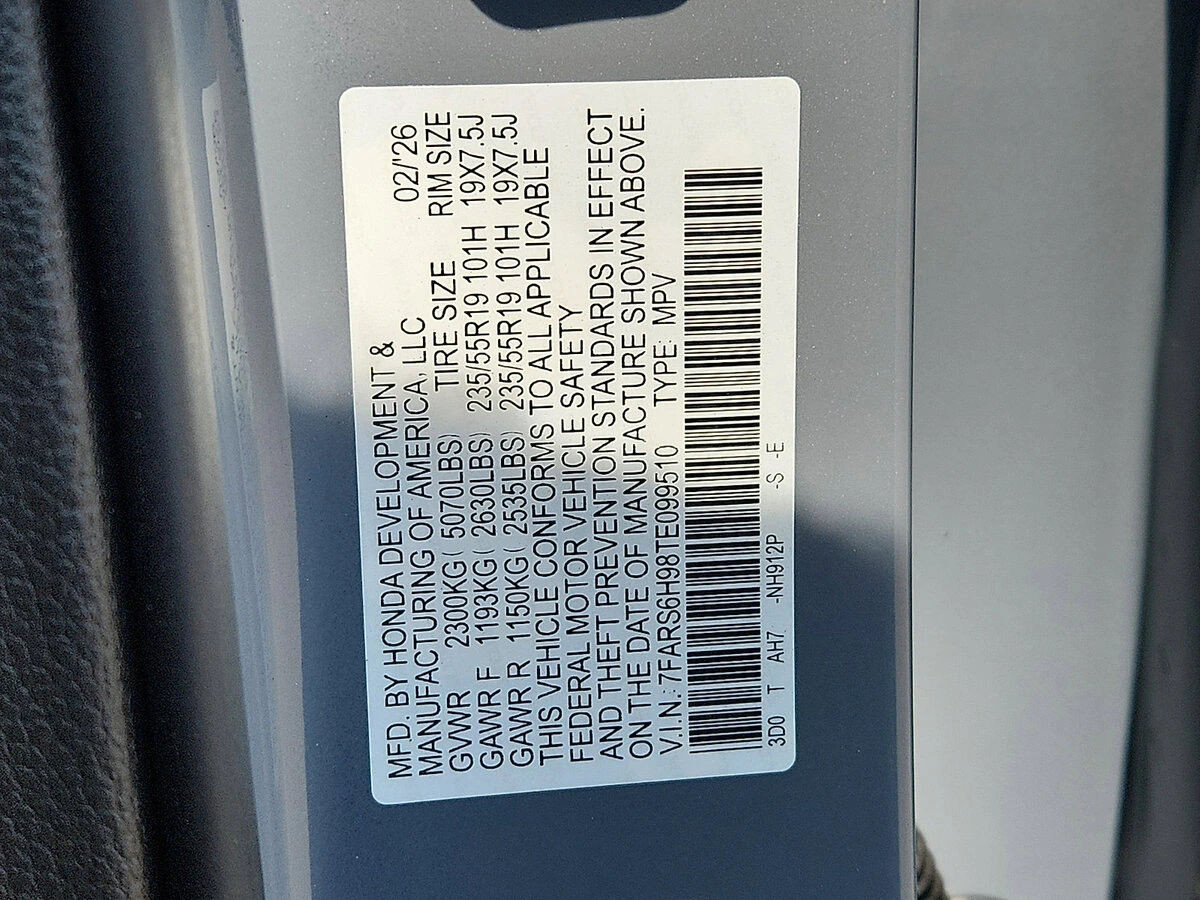 MFD. BY HONDA DEVELOPMENT &
MANUFACTURING OF AMERICA, LLC 02/'26
GVWR 2300KG( 5070LBS) TIRE SIZE RIM SIZE
GAWR F 1193KG( 2630LBS) 235/55R19 101H 19X7.5J
GAWR R 1150KG( 2535LBS) 235/55R19 101H 19X7.5J
THIS VEHICLE CONFORMS TO ALL APPLICABLE
FEDERAL MOTOR VEHICLE SAFETY
AND THEFT PREVENTION STANDARDS IN EFFECT
ON THE DATE OF MANUFACTURE SHOWN ABOVE.
V.I.N.:7FARS6H98TE099510 TYPE: MPV
3D0 T AH7 -NH912P -S -E